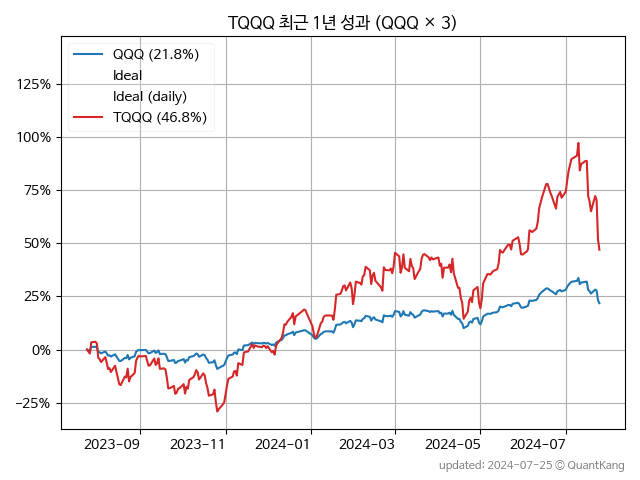 TQQQ 최근 1년 성과 (QQQ × 3)
QQQ (21.8%)
Ideal
Ideal (daily)
TQQQ (46.8%)
125%
100%
75%
50%
25%
0%
−25%
2023−09 2023−11 2024−01 2024−03 2024−05 2024−07
updated: 2024-07-25 © QuantKang